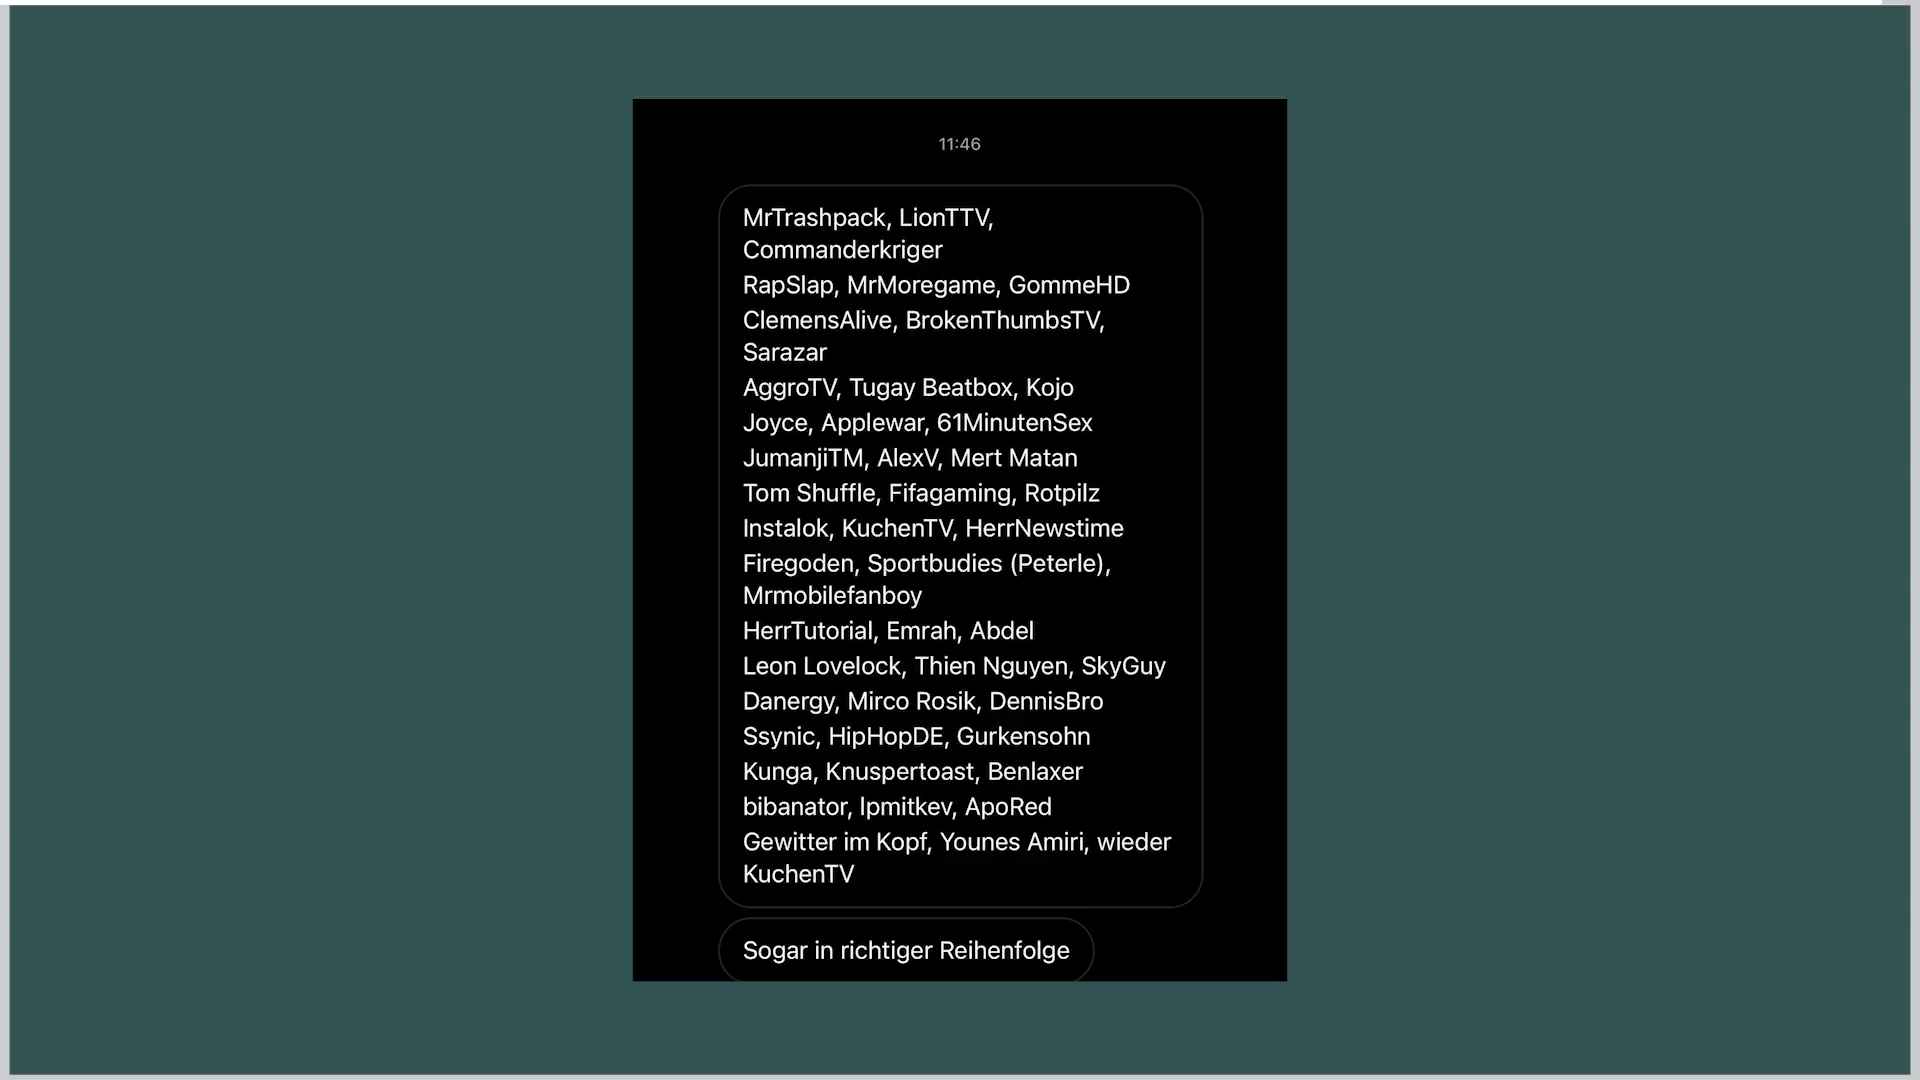 11:46
MrTrashpack, LionTTV,
Commanderkriger
RapSlap, MrMoregame, GommeHD
ClemensAlive, BrokenThumbsTV,
Sarazar
AggroTV, Tugay Beatbox, Kojo
Joyce, Applewar, 61MinutenSex
JumanjiTM, AlexV, Mert Matan
Tom Shuffle, Fifagaming, Rotpilz
Instalok, KuchenTV, HerrNewstime
Firegoden, Sportbudies (Peterle),
Mrmobilefanboy
HerrTutorial, Emrah, Abdel
Leon Lovelock, Thien Nguyen, SkyGuy
Danergy, Mirco Rosik, DennisBro
Ssynic, HipHopDE, Gurkensohn
Kunga, Knuspertoast, Benlaxer
bibanator, lpmitkev, ApoRed
Gewitter im Kopf, Younes Amiri, wieder
KuchenTV
Sogar in richtiger Reihenfolge